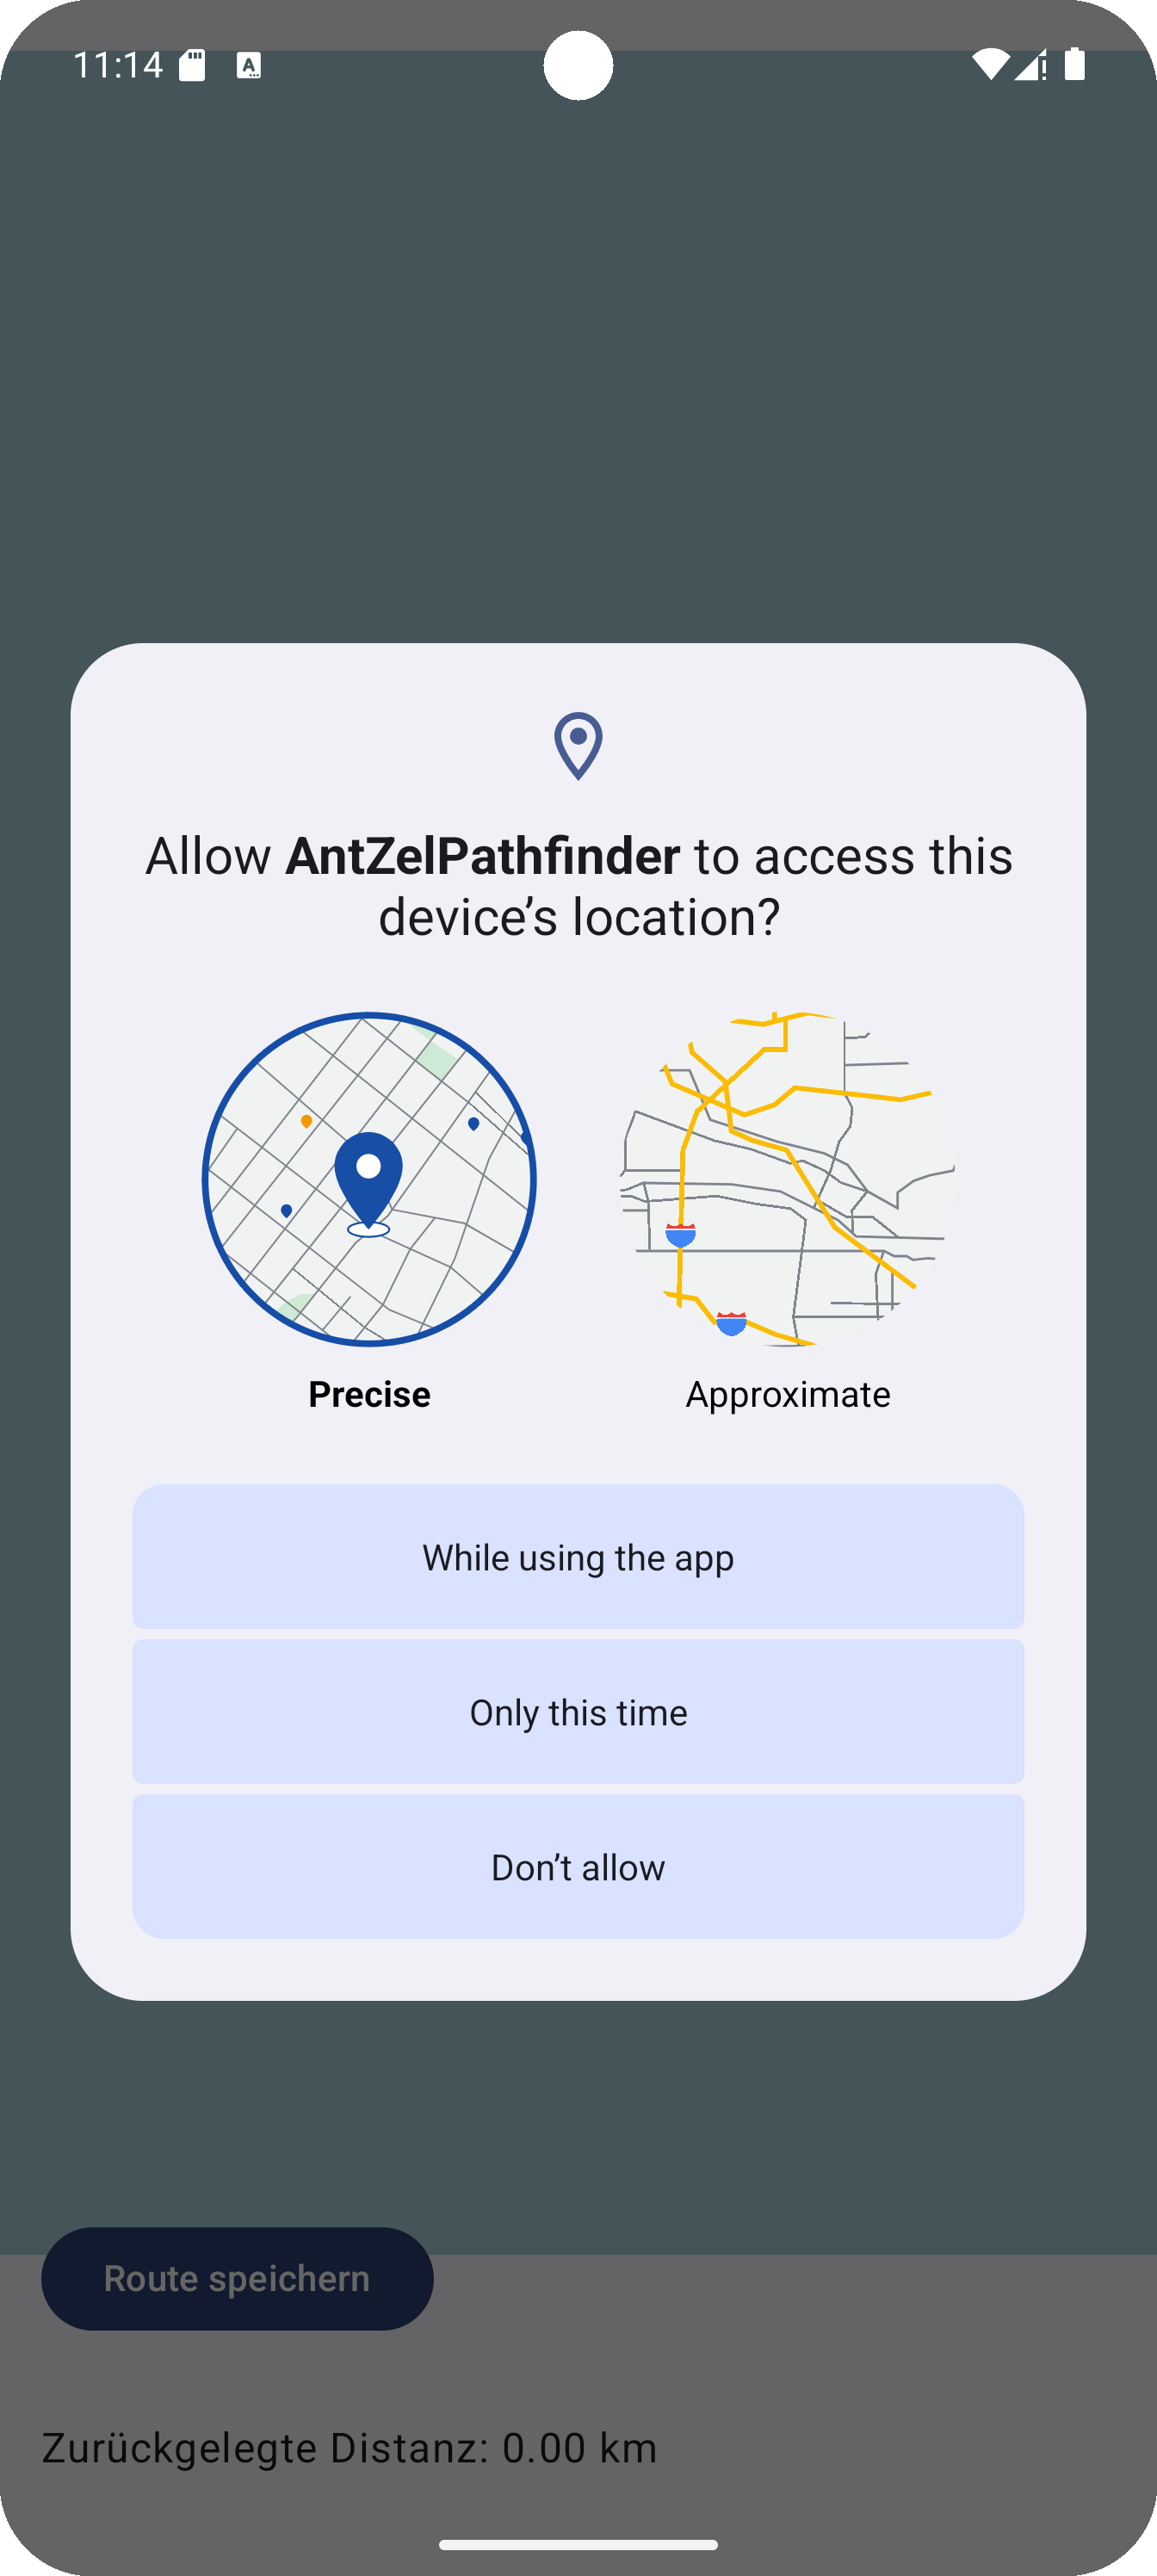 11:14
Allow AntZelPathfinder to access this
device’s location?
Precise
Approximate
While using the app
Only this time
Don’t allow
Route speichern
Zurückgelegte Distanz: 0.00 km